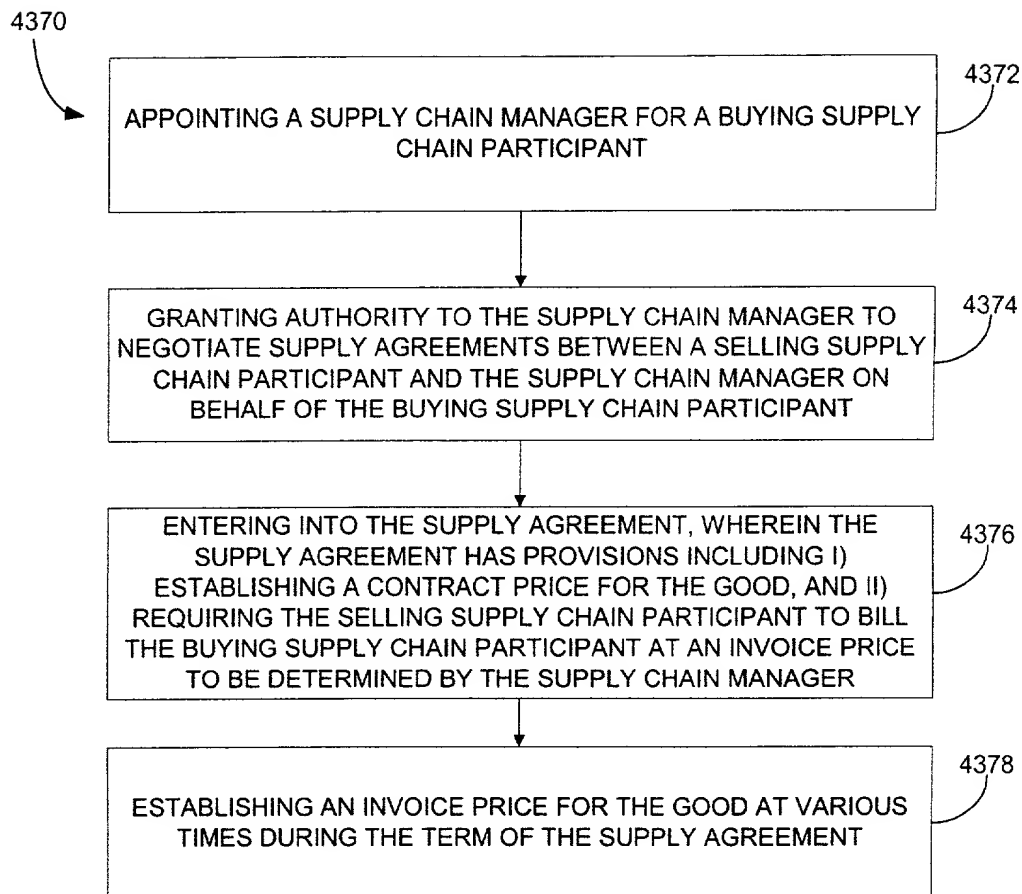 4370
4372
APPOINTING A SUPPLY CHAIN MANAGER FOR A BUYING SUPPLY
CHAIN PARTICIPANT
4374
GRANTING AUTHORITY TO THE SUPPLY CHAIN MANAGER TO
NEGOTIATE SUPPLY AGREEMENTS BETWEEN A SELLING SUPPLY
CHAIN PARTICIPANT AND THE SUPPLY CHAIN MANAGER ON
BEHALF OF THE BUYING SUPPLY CHAIN PARTICIPANT
4376
ENTERING INTO THE SUPPLY AGREEMENT, WHEREIN THE
SUPPLY AGREEMENT HAS PROVISIONS INCLUDING I)
ESTABLISHING A CONTRACT PRICE FOR THE GOOD, AND II)
REQUIRING THE SELLING SUPPLY CHAIN PARTICIPANT TO BILL
THE BUYING SUPPLY CHAIN PARTICIPANT AT AN INVOICE PRICE
TO BE DETERMINED BY THE SUPPLY CHAIN MANAGER
4378
ESTABLISHING AN INVOICE PRICE FOR THE GOOD AT VARIOUS
TIMES DURING THE TERM OF THE SUPPLY AGREEMENT